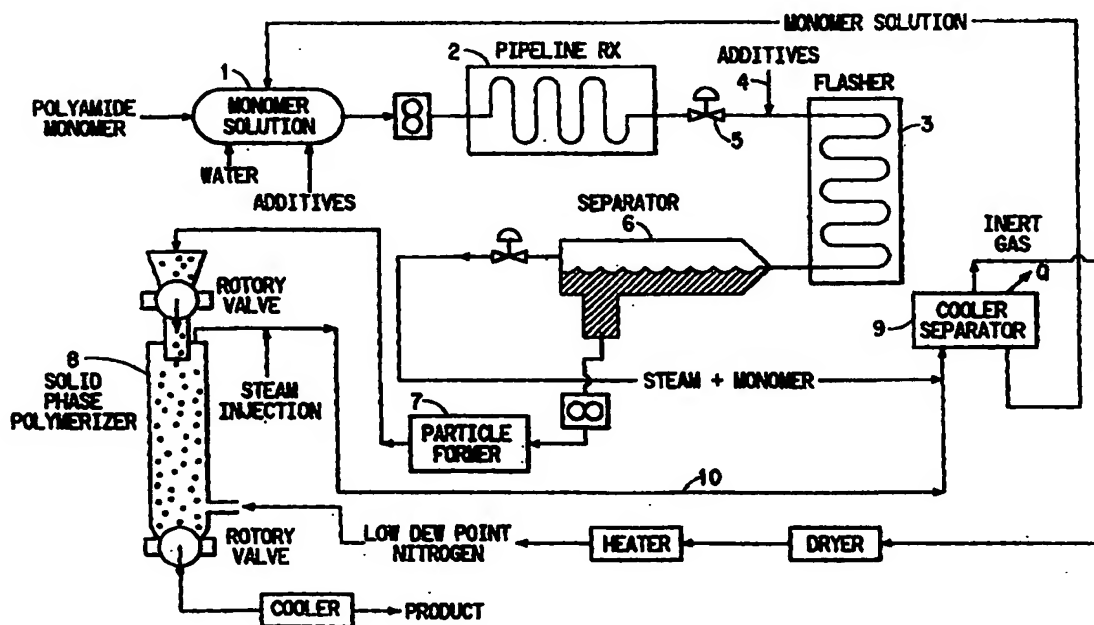 MONOMER SOLUTION
2 PIPELINE RX
ADDITIVES
4
FLASHER
1
POLYAMIDE
MONOMER
MONOMER
SOLUTION
3
5
WATER
ADDITIVES
SEPARATOR
6
INERT
GAS
Q
ROTORY
VALVE
9
COOLER
SEPARATOR
8
SOLID
PHASE
POLYMERIZER
STEAM
INJECTION
STEAM + MONOMER
7
PARTICLE
FORMER
10
ROTORY
VALVE
LOW DEW POINT
NITROGEN
HEATER
DRYER
COOLER
PRODUCT